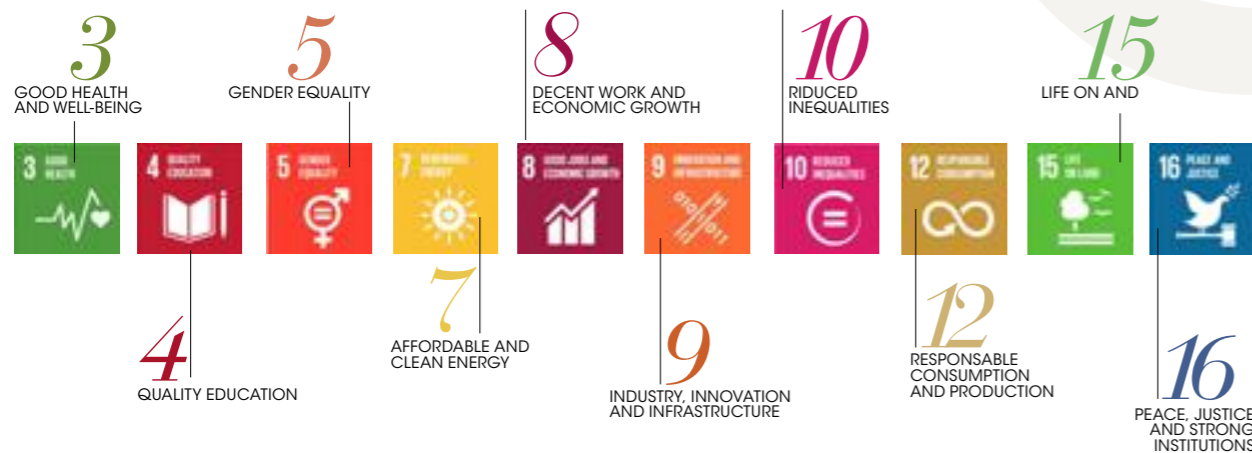 3
GOOD HEALTH
AND WELL-BEING
5
GENDER EQUALITY
8
DECENT WORK AND
ECONOMIC GROWTH
10
RIDUCED
INEQUALITIES
15
LIFE ON AND
3 GOOD
HEALTH
4 QUALITY
EDUCATION
5 GENDER
EQUALITY
7 RENEWABLE
ENERGY
8 GOOD JOBS AND
ECONOMIC GROWTH
9 INNOVATION AND
INFRASTRUCTURE
010
1011
10 REDUCED
INEQUALITIES
12 RESPONSIBLE
CONSUMPTION
15 LIFE
ON LAND
16 PEACE AND
JUSTICE
4
QUALITY EDUCATION
7
AFFORDABLE AND
CLEAN ENERGY
9
INDUSTRY, INNOVATION
AND INFRASTRUCTURE
12
RESPONSABLE
CONSUMPTION
AND PRODUCTION
16
PEACE, JUSTICE
AND STRONG
INSTITUTIONS